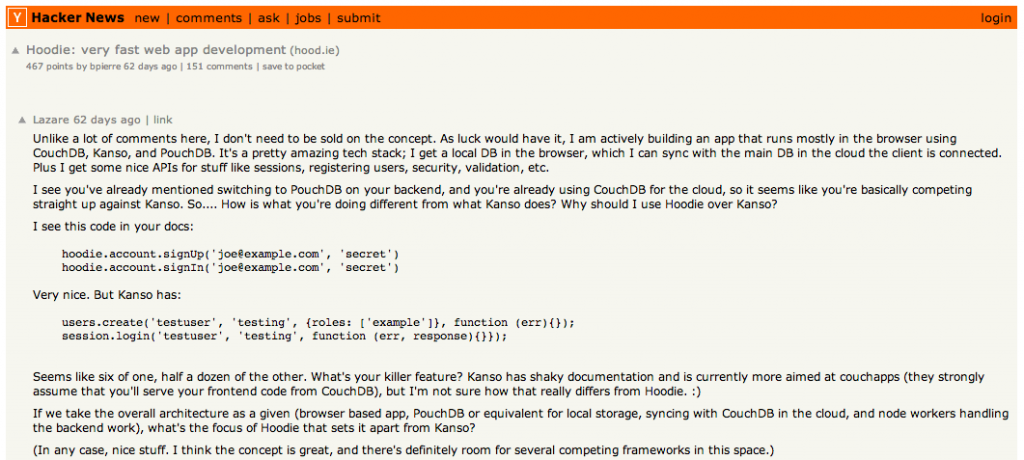 Y Hacker News new | comments | ask | jobs | submit login
▲ Hoodie: very fast web app development (hood.ie)
467 points by bpierre 62 days ago | 151 comments | save to pocket
▲ Lazare 62 days ago | link
Unlike a lot of comments here, I don't need to be sold on the concept. As luck would have it, I am actively building an app that runs mostly in the browser using
CouchDB, Kanso, and PouchDB. It's a pretty amazing tech stack; I get a local DB in the browser, which I can sync with the main DB in the cloud the client is connected.
Plus I get some nice APIs for stuff like sessions, registering users, security, validation, etc.
I see you've already mentioned switching to PouchDB on your backend, and you're already using CouchDB for the cloud, so it seems like you're basically competing
straight up against Kanso. So.... How is what you're doing different from what Kanso does? Why should I use Hoodie over Kanso?
I see this code in your docs:
hoodie.account.signUp('joe@example.com', 'secret')
hoodie.account.signIn('joe@example.com', 'secret')
Very nice. But Kanso has:
users.create('testuser', 'testing', {roles: ['example']}, function (err){});
session.login('testuser', 'testing', function (err, response){}});
Seems like six of one, half a dozen of the other. What's your killer feature? Kanso has shaky documentation and is currently more aimed at couchapps (they strongly
assume that you'll serve your frontend code from CouchDB), but I'm not sure how that really differs from Hoodie. :)
If we take the overall architecture as a given (browser based app, PouchDB or equivalent for local storage, syncing with CouchDB in the cloud, and node workers handling
the backend work), what's the focus of Hoodie that sets it apart from Kanso?
(In any case, nice stuff. I think the concept is great, and there's definitely room for several competing frameworks in this space.)